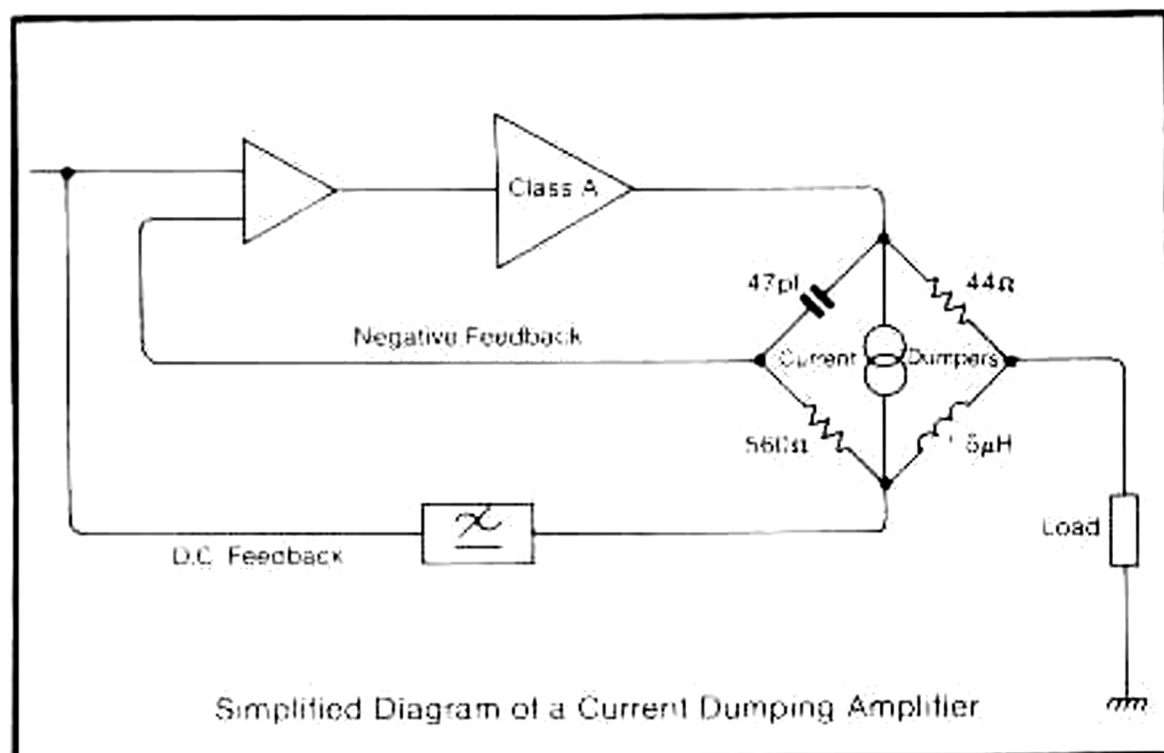 Class A
47pf
44Ω
Negative Feedback
Current Dumpers
560Ω
5μH
Load
D.C. Feedback
Simplified Diagram of a Current Dumping Amplifier